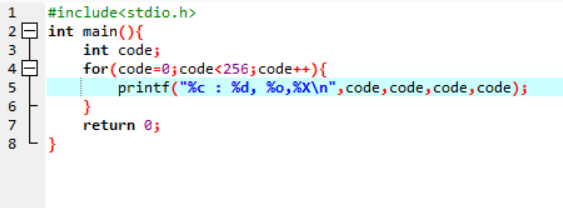 1 #include<stdio.h>
2 int main(){
3 int code;
4 for(code=0;code<256;code++){
5 printf("%c : %d, %o,%X\n",code,code,code,code);
6 }
7 return 0;
8 }